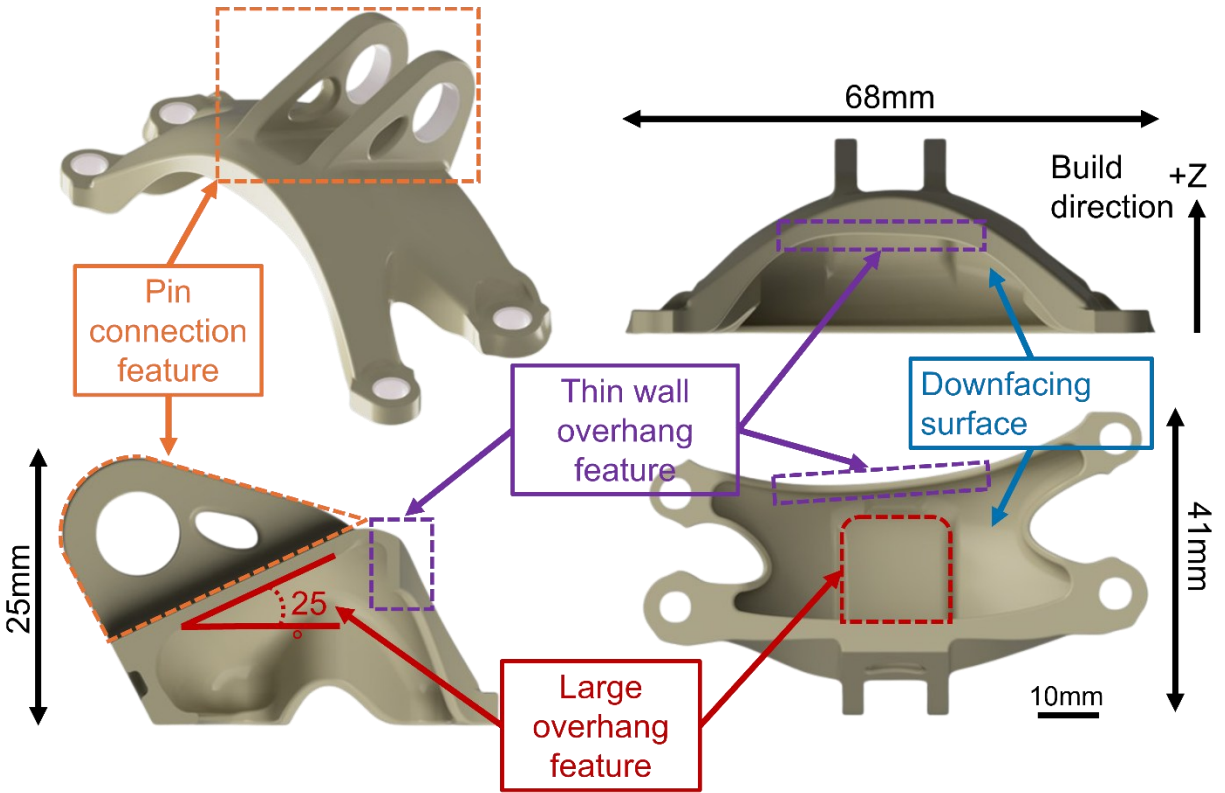 68mm
Build
direction
+Z
Pin
connection
feature
Thin wall
overhang
feature
Downfacing
surface
25mm
25
°
41mm
Large
overhang
feature
10mm